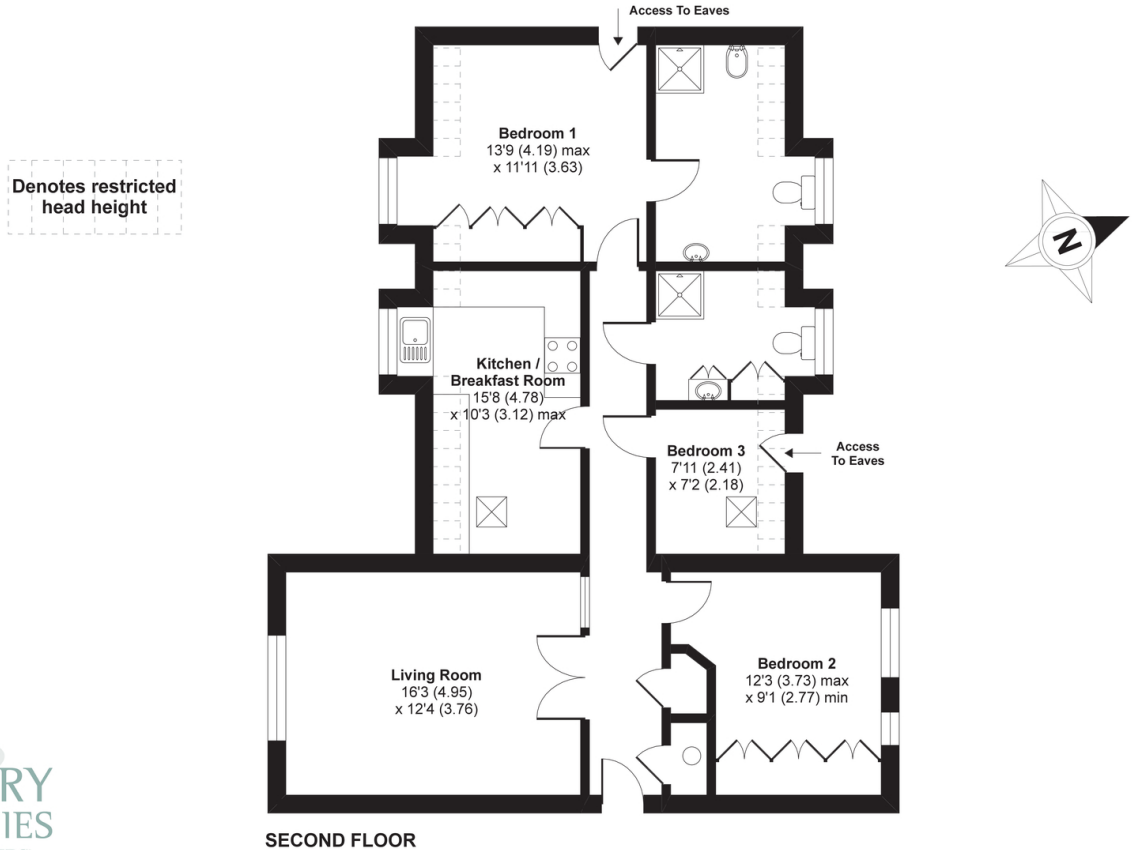 Access To Eaves
Bedroom 1
13'9 (4.19) max
x 11'11 (3.63)
Denotes restricted
head height
N
Kitchen /
Breakfast Room
15'8 (4.78)
x 10'3 (3.12) max
Bedroom 3
7'11 (2.41)
x 7'2 (2.18)
Access
To Eaves
Living Room
16'3 (4.95)
x 12'4 (3.76)
Bedroom 2
12'3 (3.73) max
x 9'1 (2.77) min
RY
IES
SECOND FLOOR